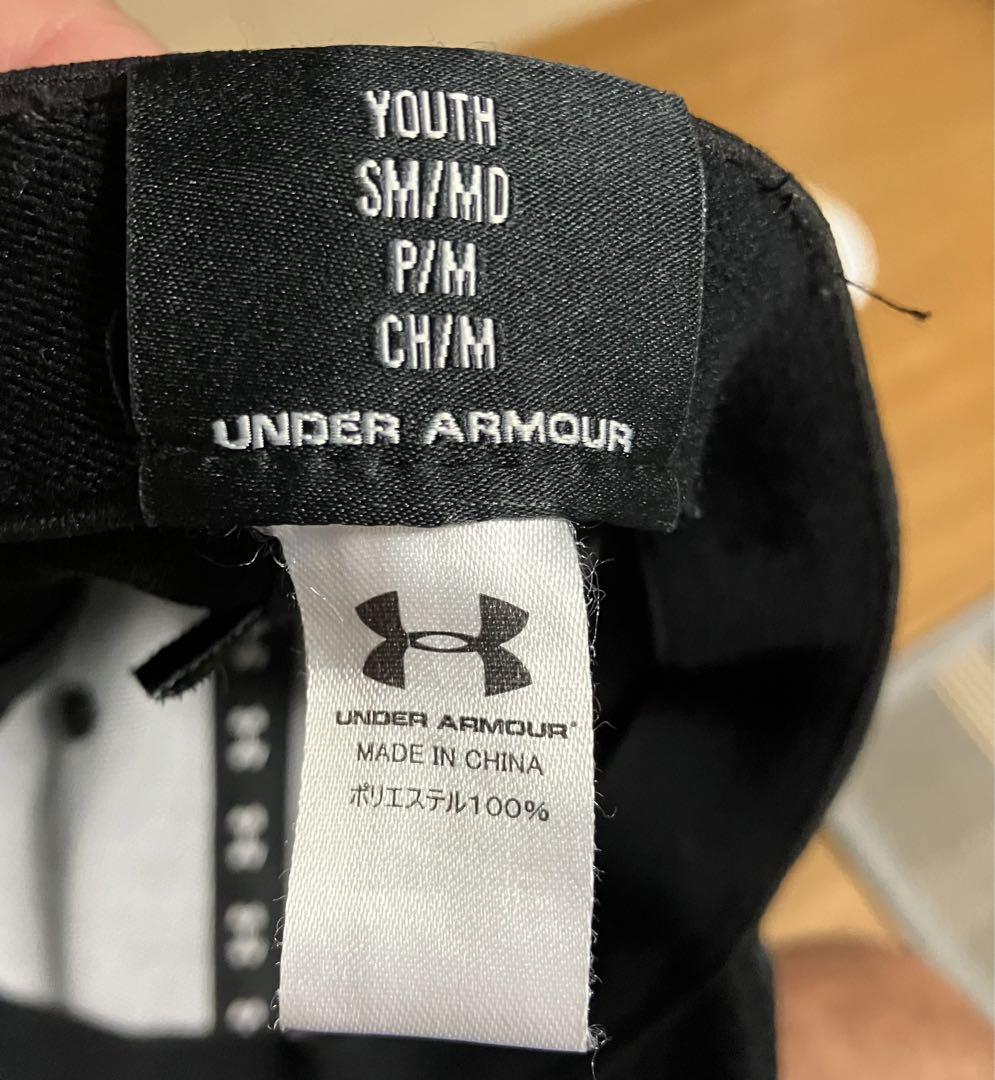 YOUTH
SM/MD
P/M
CH/M
UNDER ARMOUR
UNDER ARMOUR
MADE IN CHINA
ポリエステル100%